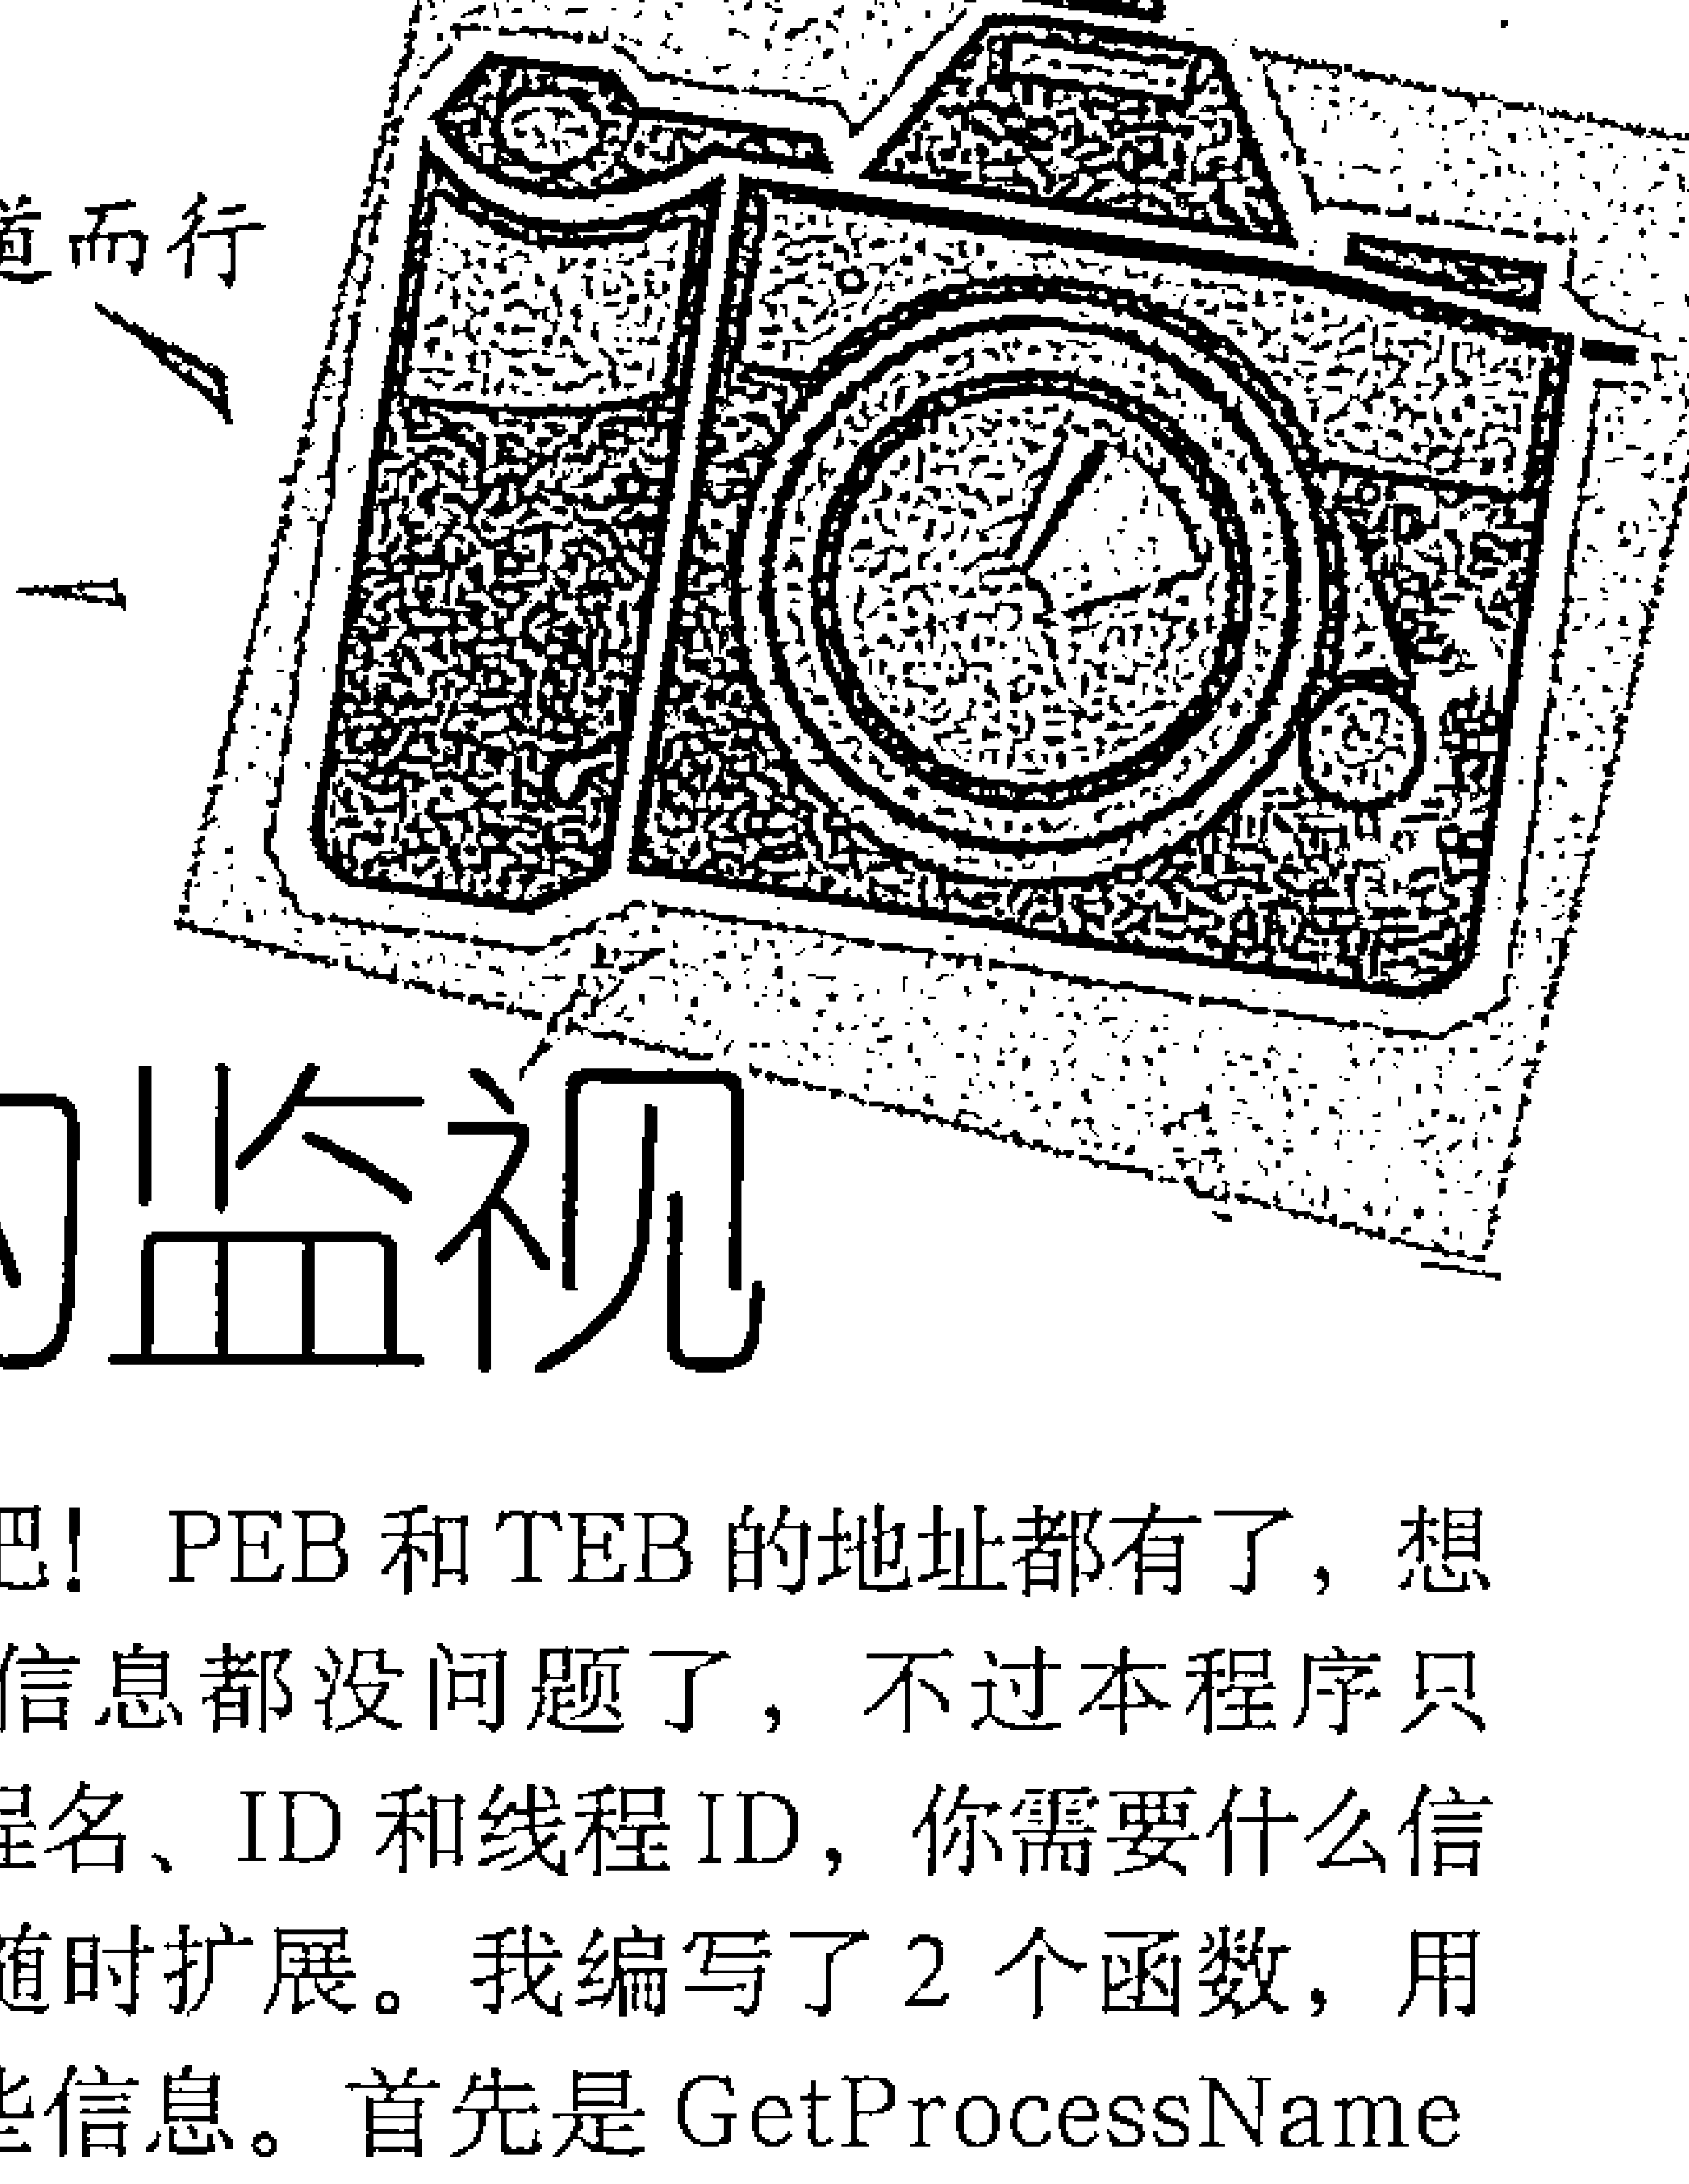 道而行
的监视
吧！PEB 和 TEB 的地址都有了，想
信息都没问题了，不过本程序只
程名、ID 和线程 ID，你需要什么信
随时扩展。我编写了 2 个函数，用
些信息。首先是 GetProcessName